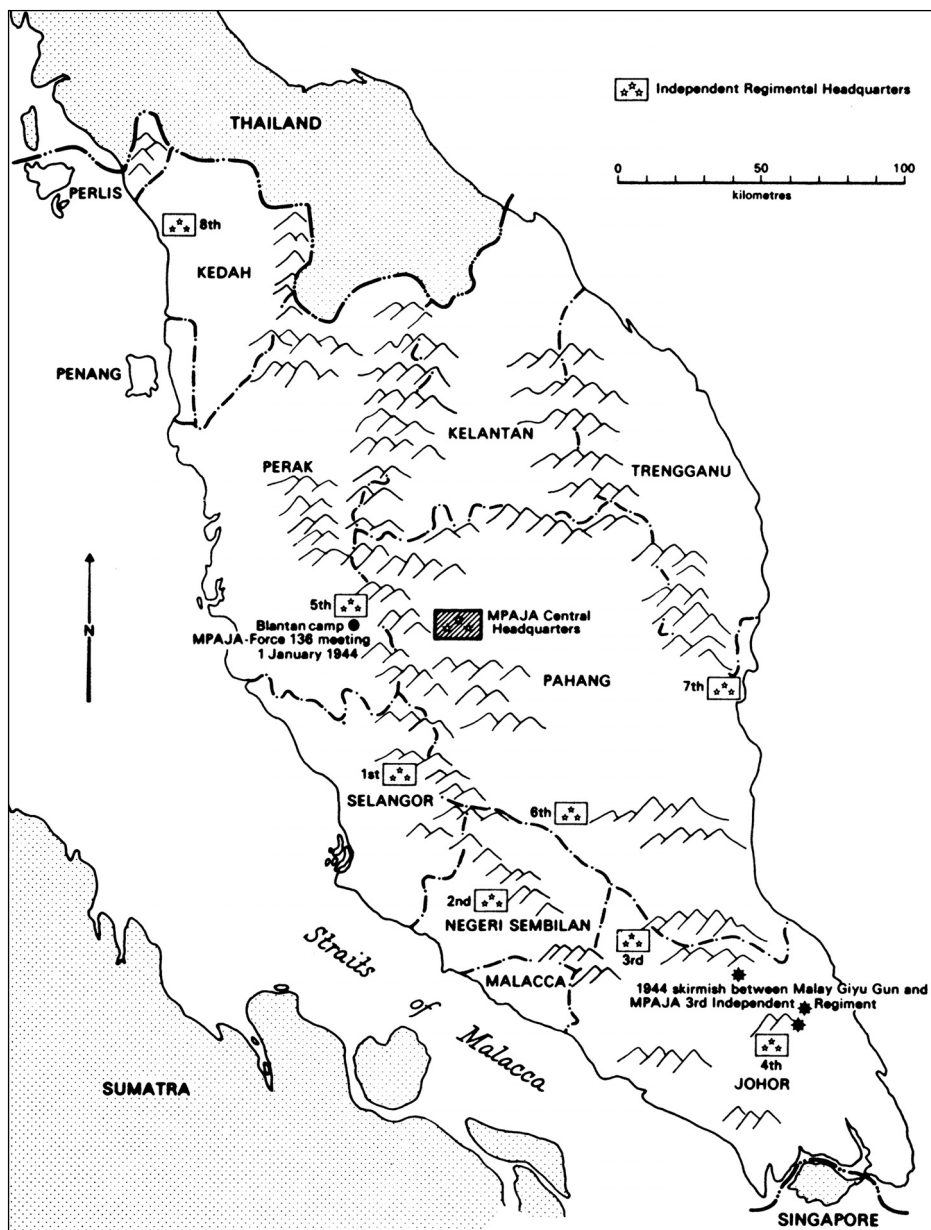 Independent Regimental Headquarters
THAILAND
0 50 100
kilometres
PERLIS
8th
KEDAH
PENANG
KELANTAN
PERAK
TRENGGANU
5th
Blantan camp
MPAJA-Force 136 meeting
1 January 1944
MPAJA Central
Headquarters
N
PAHANG
7th
1st
SELANGOR
6th
2nd
NEGERI SEMBILAN
3rd
MALACCA
1944 skirmish between Malay Giyu Gun and
MPAJA 3rd Independent Regiment
4th
JOHOR
Straits
of
Malacca
SUMATRA
SINGAPORE